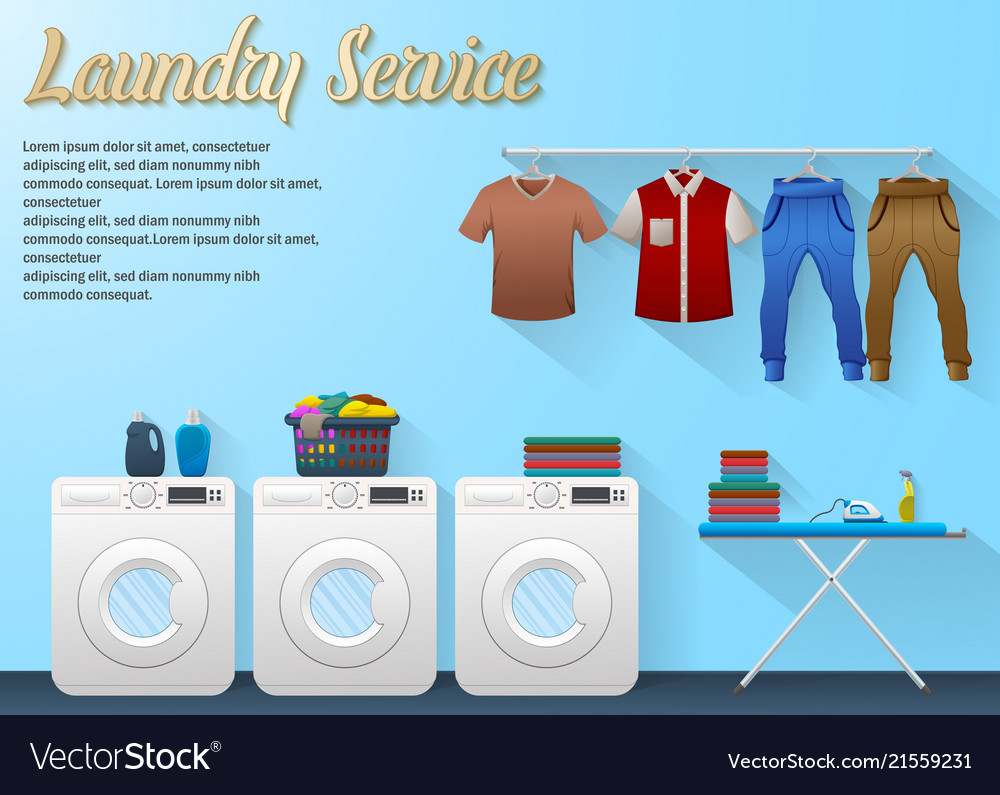 Laundry Service
Lorem ipsum dolor sit amet, consectetuer
adipiscing elit, sed diam nonummy nibh
commodo consequat. Lorem ipsum dolor sit amet,
consectetuer
adipiscing elit, sed diam nonummy nibh
commodo consequat.Lorem ipsum dolor sit amet,
consectetuer
adipiscing elit, sed diam nonummy nibh
commodo consequat.
VectorStock®
VectorStock.com/21559231